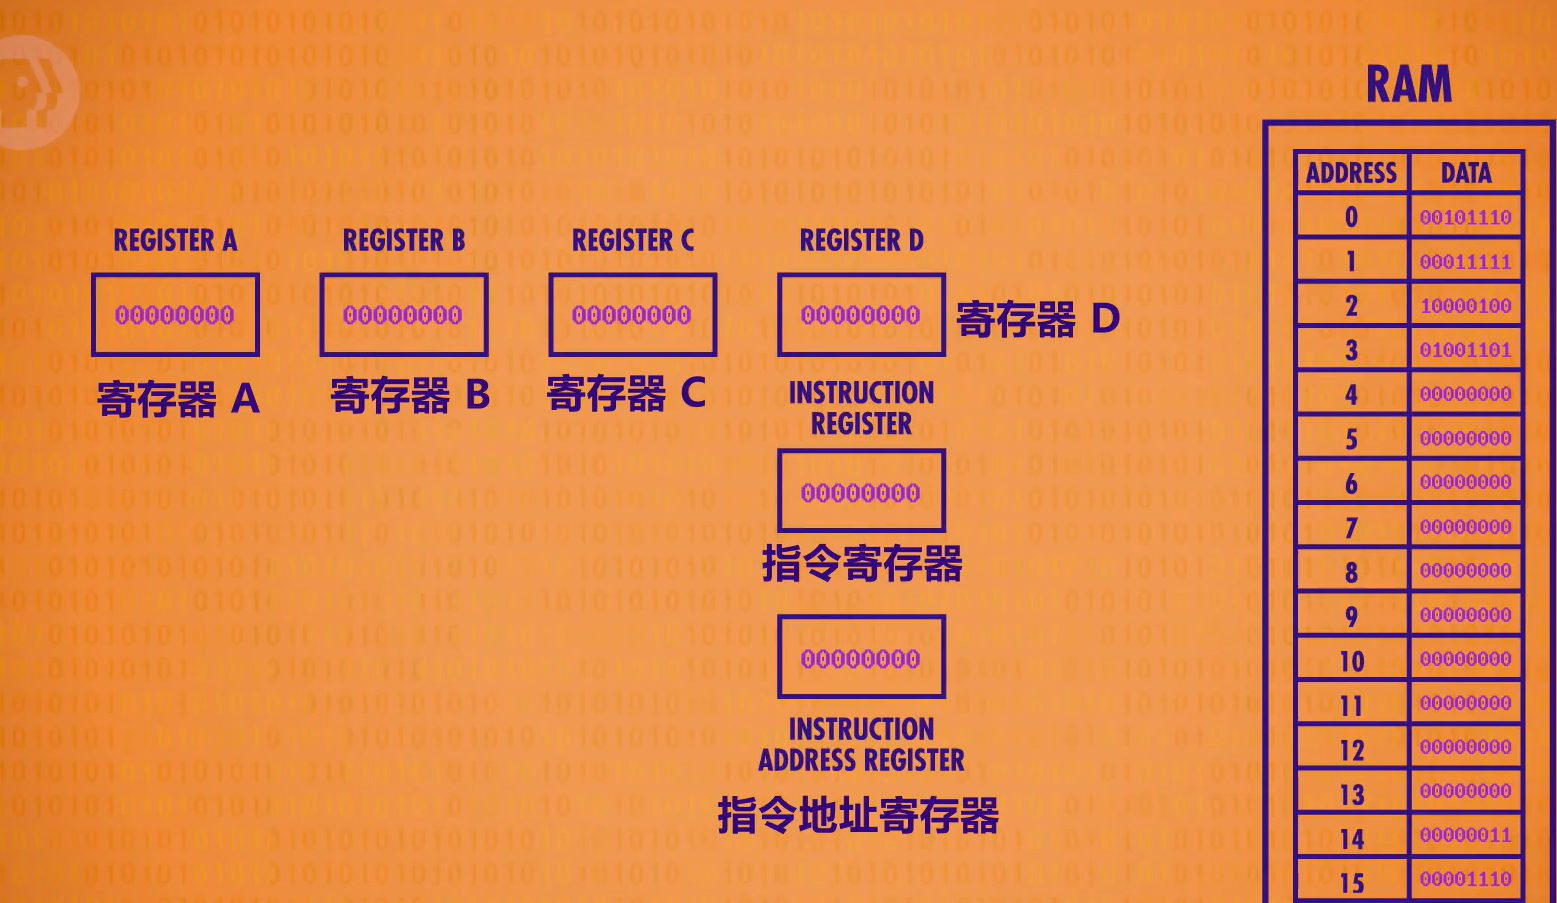 RAM
REGISTER A
REGISTER B
REGISTER C
REGISTER D
00000000
00000000
00000000
00000000
寄存器 A
寄存器 B
寄存器 C
寄存器 D
INSTRUCTION
REGISTER
00000000
指令寄存器
00000000
INSTRUCTION
ADDRESS REGISTER
指令地址寄存器
ADDRESS DATA
0 00101110
1 00011111
2 10000100
3 01001101
4 00000000
5 00000000
6 00000000
7 00000000
8 00000000
9 00000000
10 00000000
11 00000000
12 00000000
13 00000000
14 00000011
15 00001110